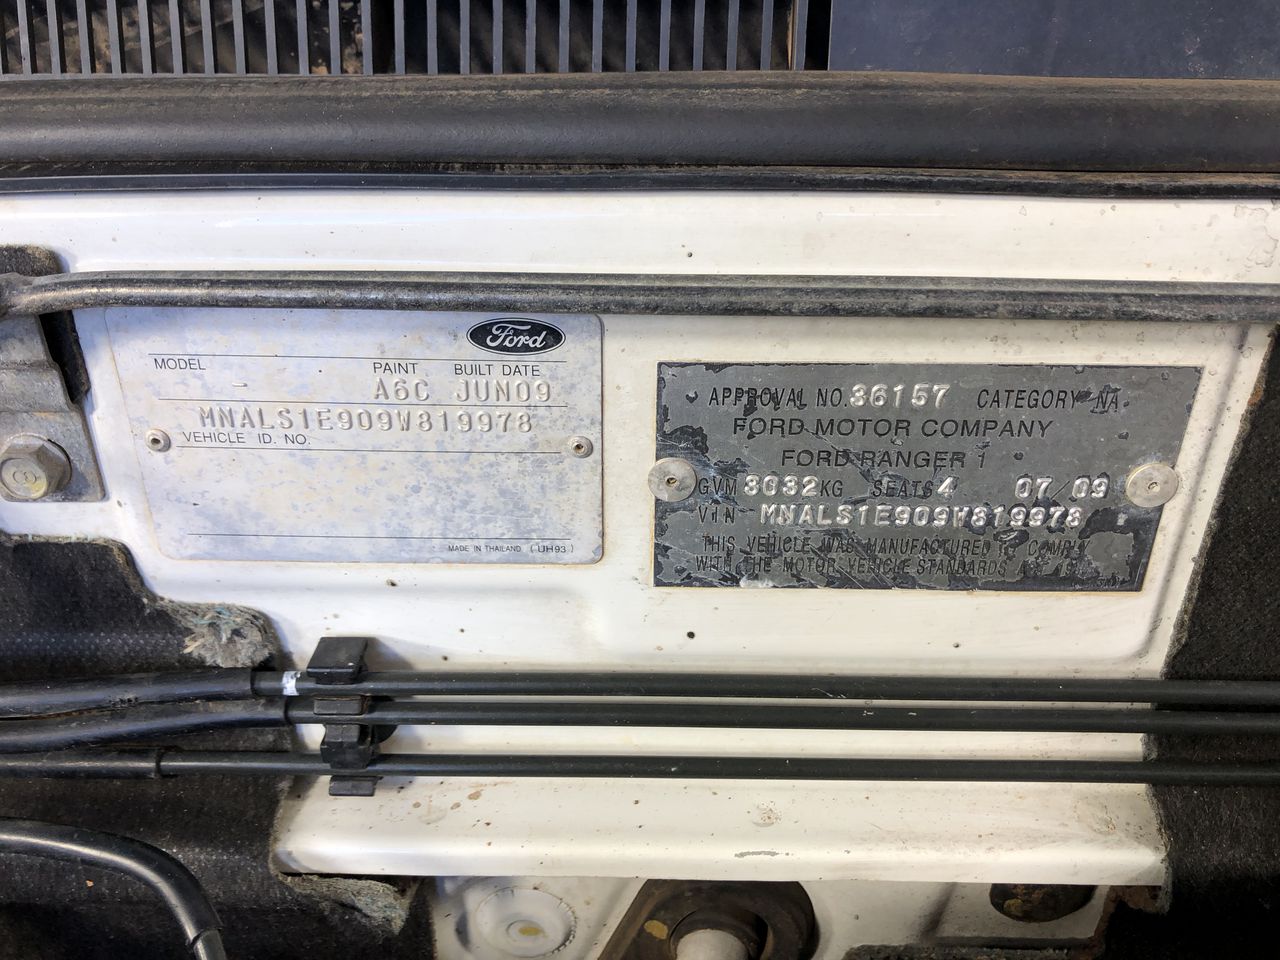 Ford
MODEL PAINT BUILT DATE
- A6C JUN09
MNALS1E909W819978
VEHICLE ID. NO.
MADE IN THAILAND (UH93)
APPROVAL NO. 36157 CATEGORY NA
FORD MOTOR COMPANY
FORD RANGER 1
GVM 3032KG SEATS 4 07/09
VIN MNALS1E909W819978
THIS VEHICLE WAS MANUFACTURED TO COMPLY
WITH THE MOTOR VEHICLE STANDARDS
8